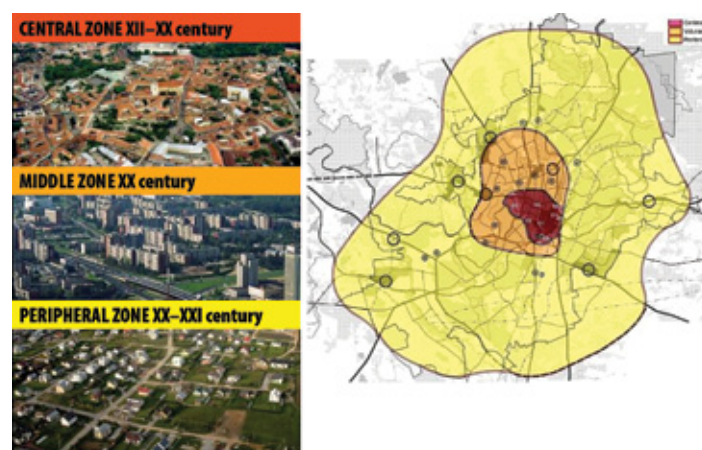 CENTRAL ZONE XII–XX century
MIDDLE ZONE XX century
PERIPHERAL ZONE XX–XXI century